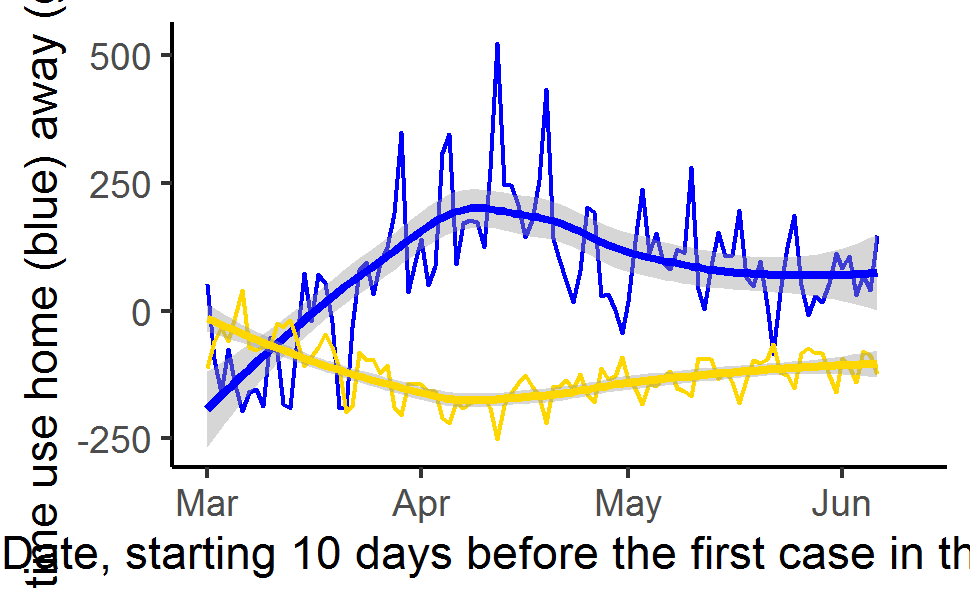 time use home (blue) away (
500
250
0
-250
Mar Apr May Jun
Date, starting 10 days before the first case in th